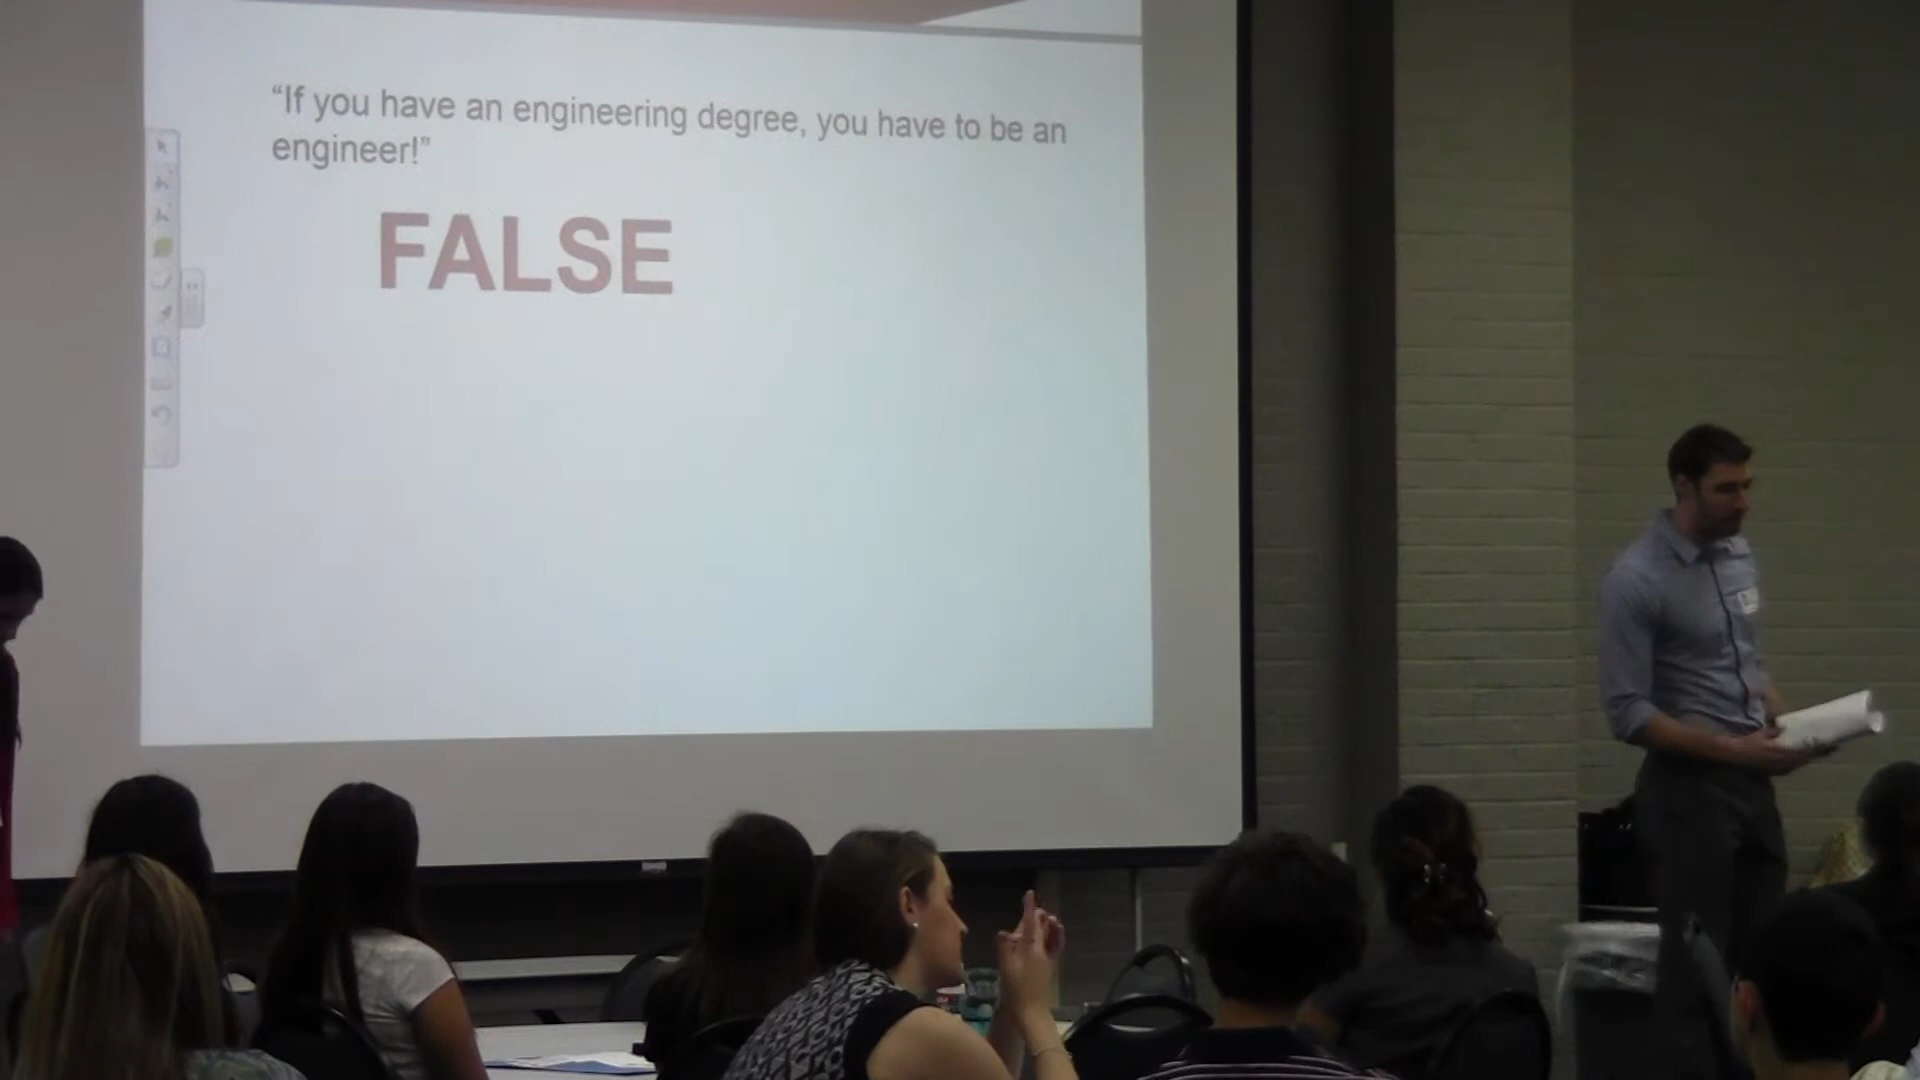 “If you have an engineering degree, you have to be an
engineer!”
FALSE